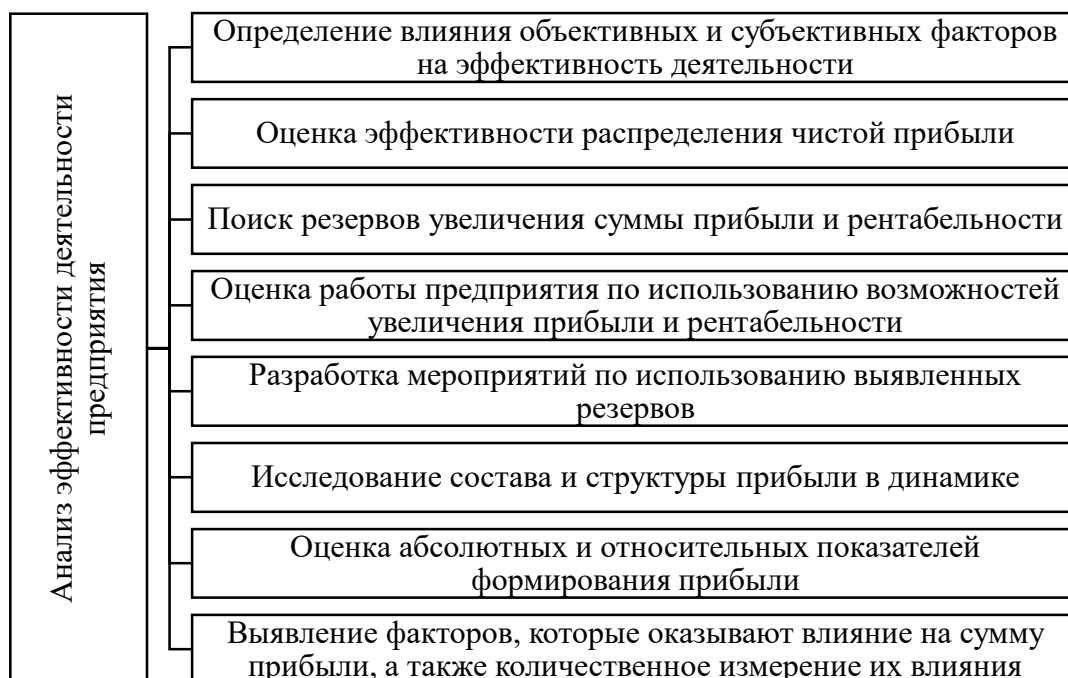 Анализ эффективности деятельности
предприятия
Определение влияния объективных и субъективных факторов
на эффективность деятельности
Оценка эффективности распределения чистой прибыли
Поиск резервов увеличения суммы прибыли и рентабельности
Оценка работы предприятия по использованию возможностей
увеличения прибыли и рентабельности
Разработка мероприятий по использованию выявленных
резервов
Исследование состава и структуры прибыли в динамике
Оценка абсолютных и относительных показателей
формирования прибыли
Выявление факторов, которые оказывают влияние на сумму
прибыли, а также количественное измерение их влияния